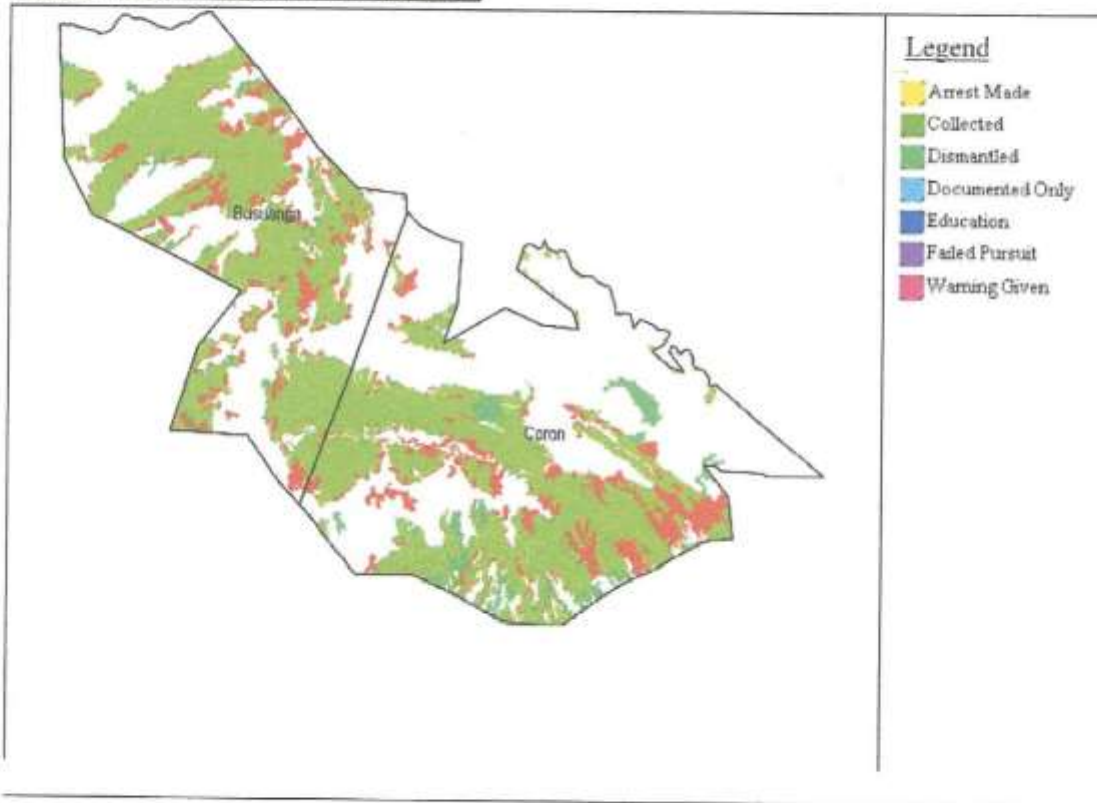 Legend
Arrest Made
Collected
Dismantled
Documented Only
Education
Failed Pursuit
Warning Given
Busuanga
Coron